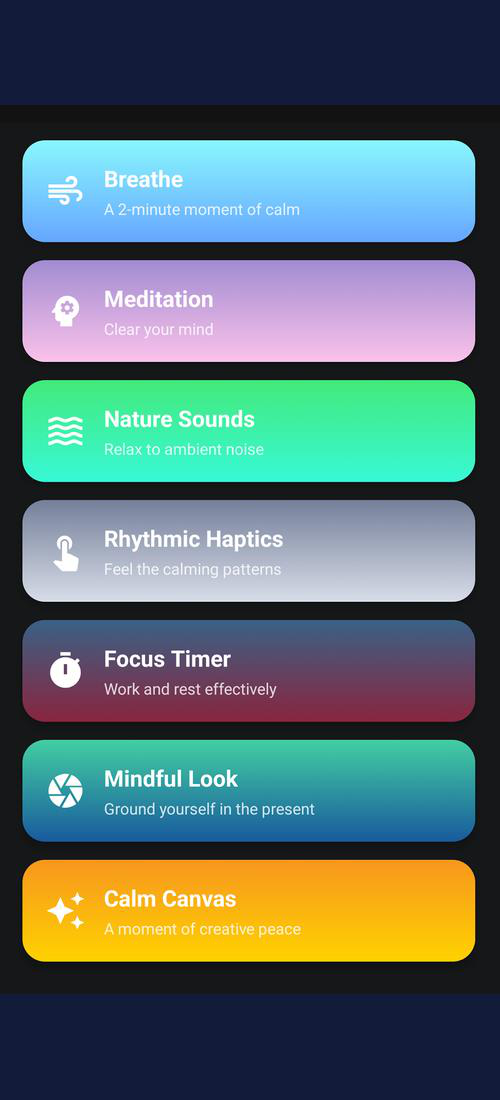 Breathe
A 2-minute moment of calm
Meditation
Clear your mind
Nature Sounds
Relax to ambient noise
Rhythmic Haptics
Feel the calming patterns
Focus Timer
Work and rest effectively
Mindful Look
Ground yourself in the present
Calm Canvas
A moment of creative peace